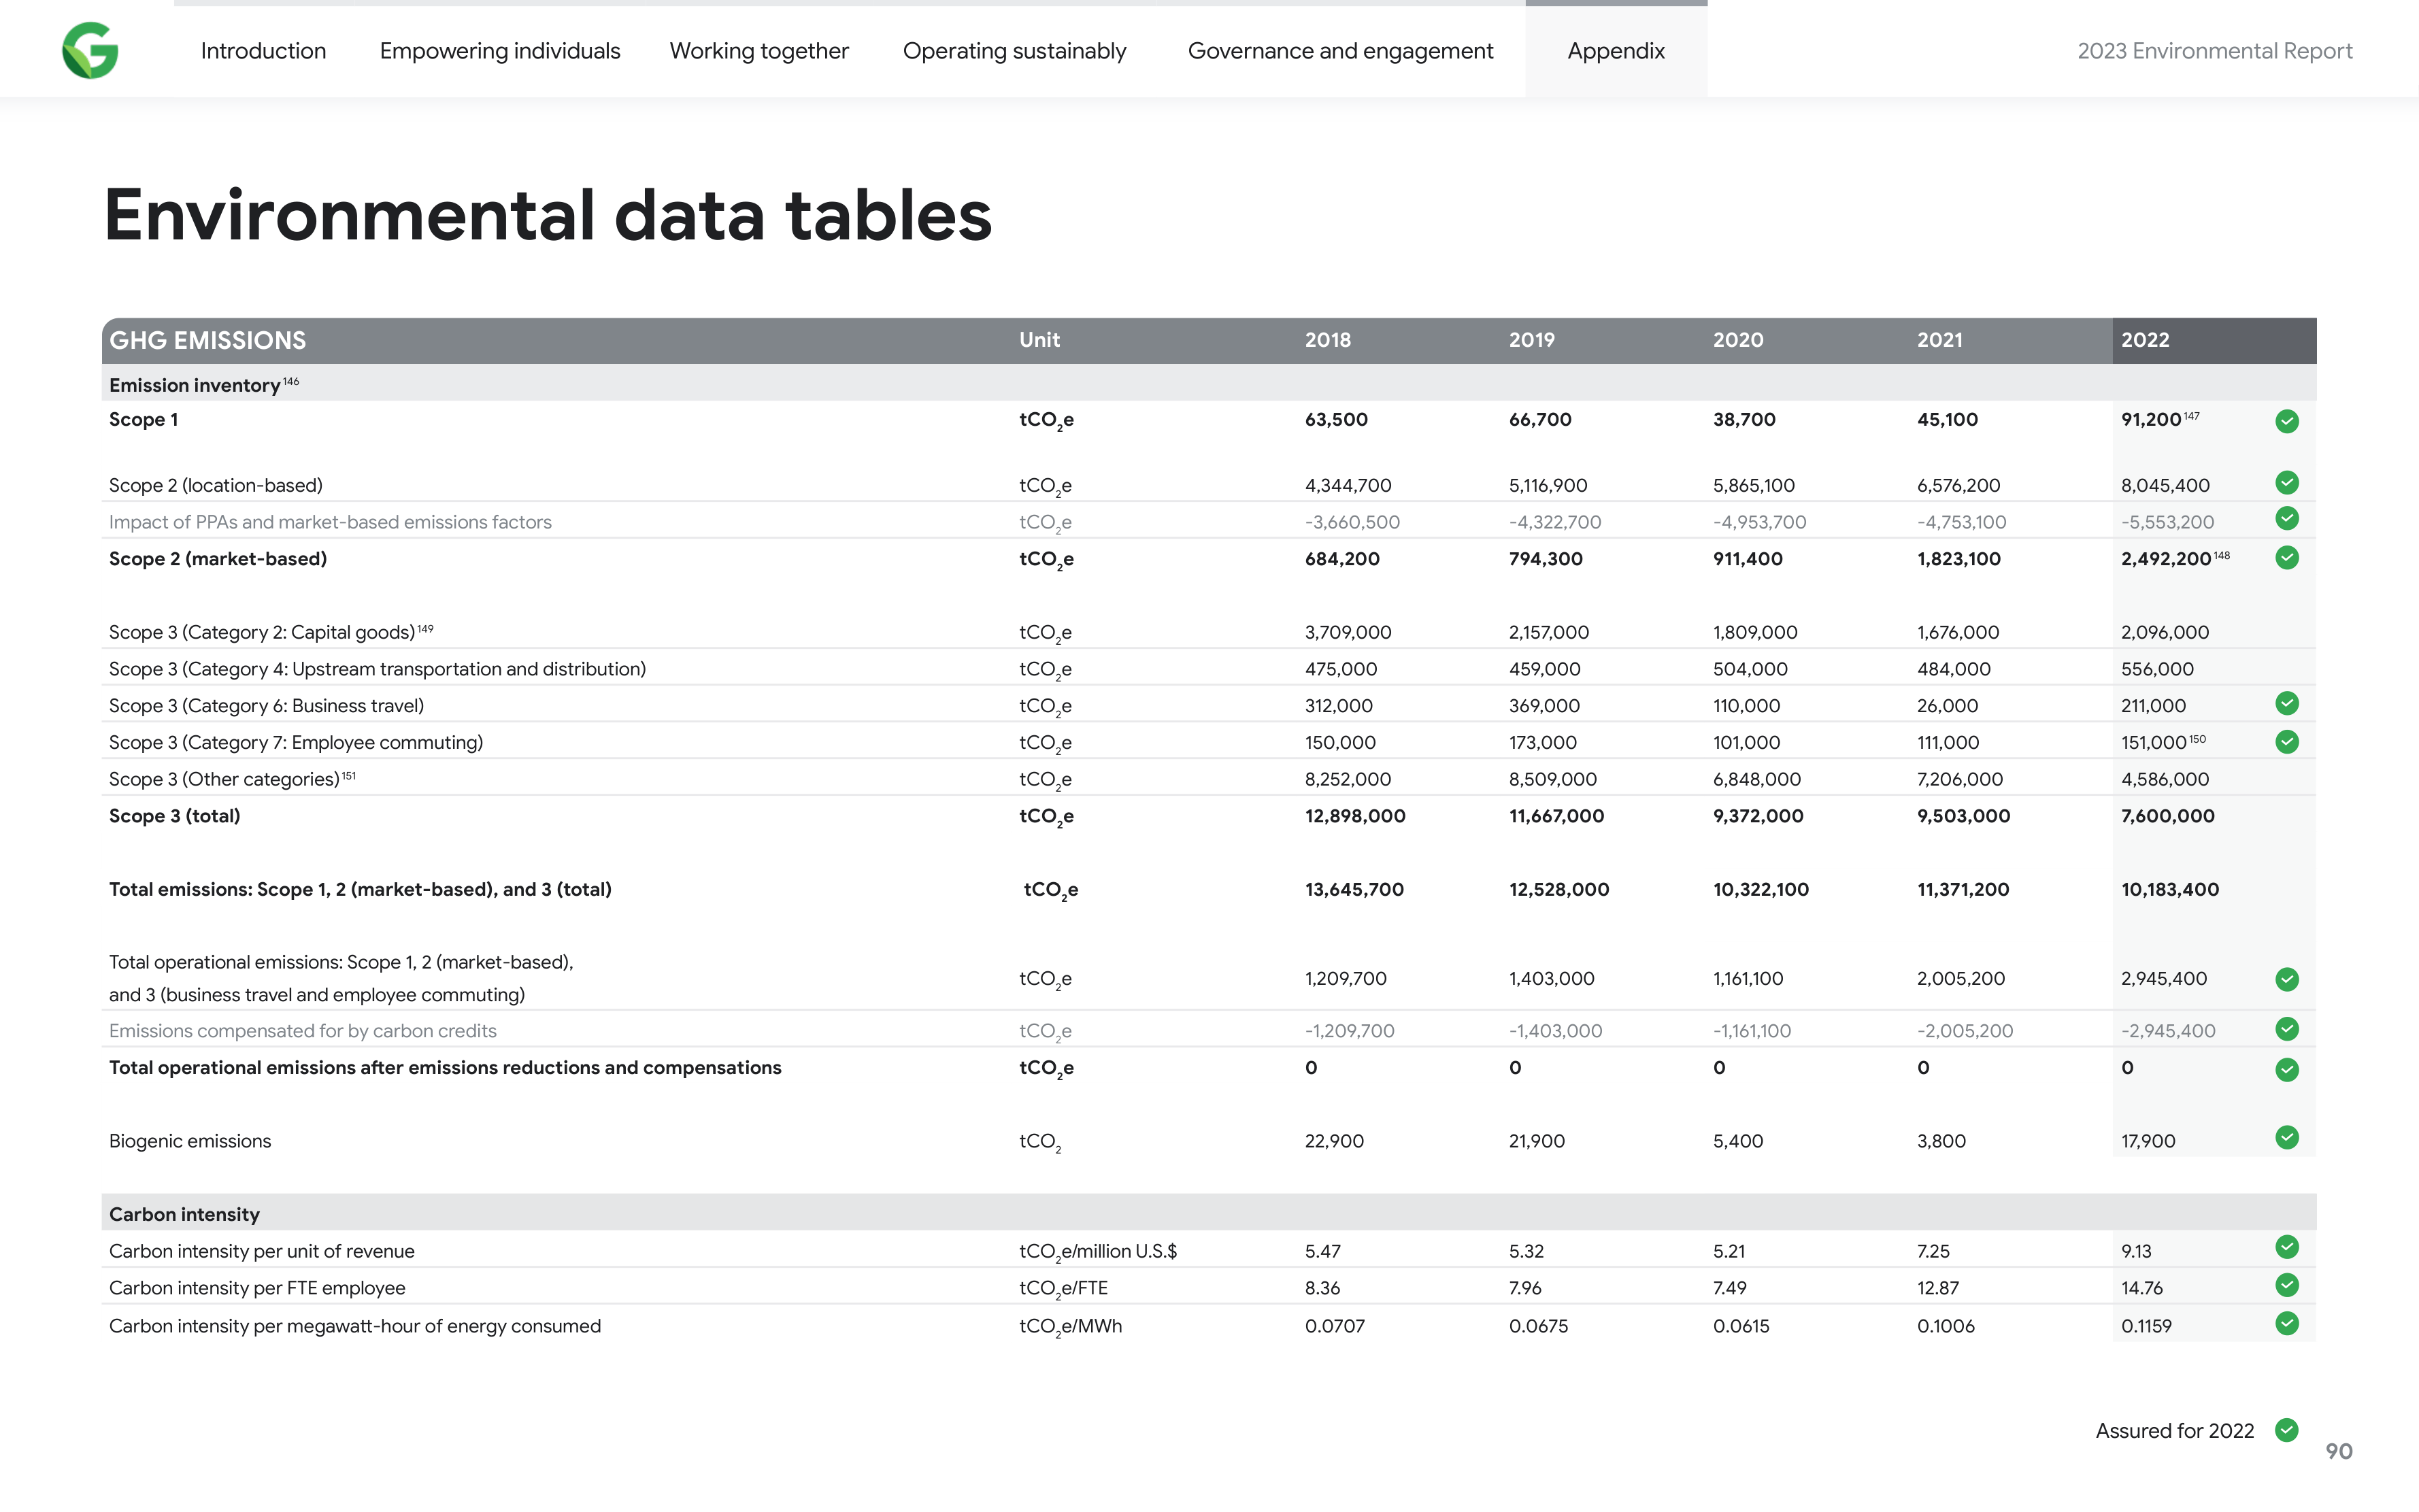 Introduction Empowering individuals Working together Operating sustainably Governance and engagement Appendix 2023 Environmental Report
Environmental data tables
GHG EMISSIONS Unit 2018 2019 2020 2021 2022
Emission inventory 146
Scope 1 tCO2e 63,500 66,700 38,700 45,100 91,200 147
Scope 2 (location-based) tCO2e 4,344,700 5,116,900 5,865,100 6,576,200 8,045,400
Impact of PPAs and market-based emissions factors tCO2e -3,660,500 -4,322,700 -4,953,700 -4,753,100 -5,553,200
Scope 2 (market-based) tCO2e 684,200 794,300 911,400 1,823,100 2,492,200 148
Scope 3 (Category 2: Capital goods) 149 tCO2e 3,709,000 2,157,000 1,809,000 1,676,000 2,096,000
Scope 3 (Category 4: Upstream transportation and distribution) tCO2e 475,000 459,000 504,000 484,000 556,000
Scope 3 (Category 6: Business travel) tCO2e 312,000 369,000 110,000 26,000 211,000
Scope 3 (Category 7: Employee commuting) tCO2e 150,000 173,000 101,000 111,000 151,000 150
Scope 3 (Other categories) 151 tCO2e 8,252,000 8,509,000 6,848,000 7,206,000 4,586,000
Scope 3 (total) tCO2e 12,898,000 11,667,000 9,372,000 9,503,000 7,600,000
Total emissions: Scope 1, 2 (market-based), and 3 (total) tCO2e 13,645,700 12,528,000 10,322,100 11,371,200 10,183,400
Total operational emissions: Scope 1, 2 (market-based),
and 3 (business travel and employee commuting) tCO2e 1,209,700 1,403,000 1,161,100 2,005,200 2,945,400
Emissions compensated for by carbon credits tCO2e -1,209,700 -1,403,000 -1,161,100 -2,005,200 -2,945,400
Total operational emissions after emissions reductions and compensations tCO2e 0 0 0 0 0
Biogenic emissions tCO2 22,900 21,900 5,400 3,800 17,900
Carbon intensity
Carbon intensity per unit of revenue tCO2e/million U.S.$ 5.47 5.32 5.21 7.25 9.13
Carbon intensity per FTE employee tCO2e/FTE 8.36 7.96 7.49 12.87 14.76
Carbon intensity per megawatt-hour of energy consumed tCO2e/MWh 0.0707 0.0675 0.0615 0.1006 0.1159
Assured for 2022
90